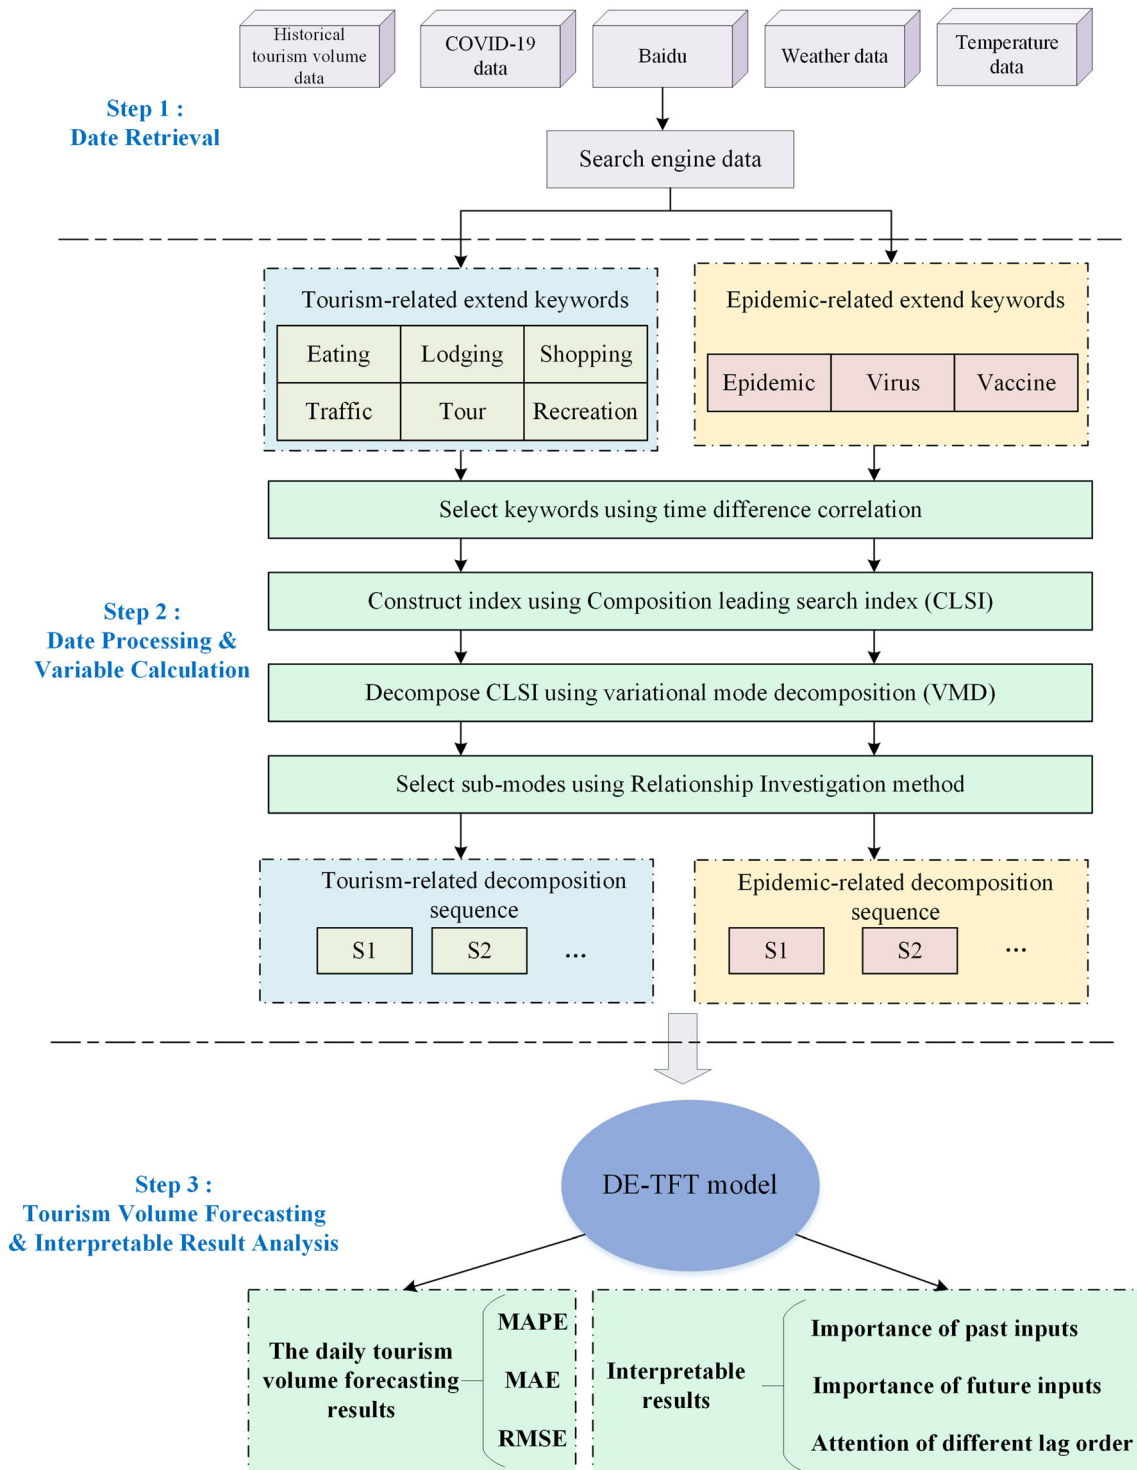 Historical
tourism volume
data
COVID-19
data
Baidu
Weather data
Temperature
data
Step 1 :
Date Retrieval
Search engine data
Tourism-related extend keywords
Eating
Lodging
Shopping
Traffic
Tour
Recreation
Epidemic-related extend keywords
Epidemic
Virus
Vaccine
Select keywords using time difference correlation
Construct index using Composition leading search index (CLSI)
Step 2 :
Date Processing &
Variable Calculation
Decompose CLSI using variational mode decomposition (VMD)
Select sub-modes using Relationship Investigation method
Tourism-related decomposition
sequence
S1
S2
...
Epidemic-related decomposition
sequence
S1
S2
...
DE-TFT model
Step 3 :
Tourism Volume Forecasting
& Interpretable Result Analysis
The daily tourism
volume forecasting
results
MAPE
MAE
RMSE
Interpretable
results
Importance of past inputs
Importance of future inputs
Attention of different lag order